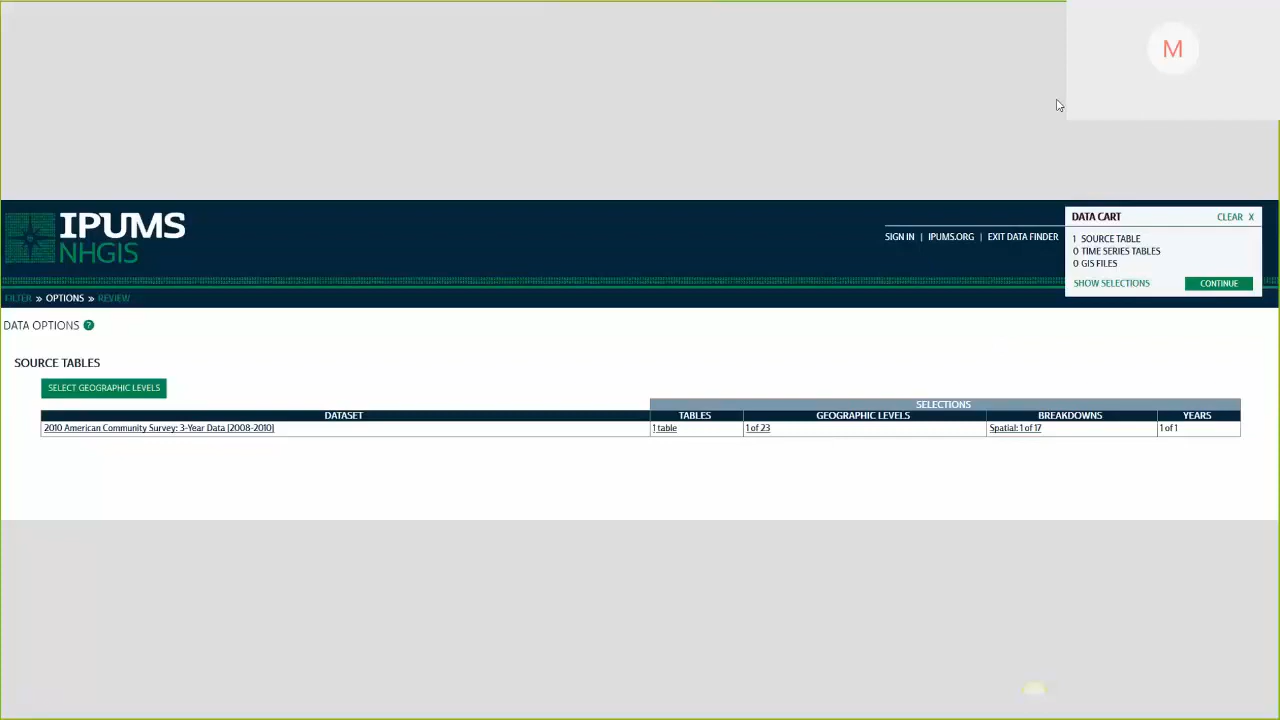 M
IPUMS
NHGIS
SIGN IN | IPUMS.ORG | EXIT DATA FINDER
DATA CART CLEAR X
1 SOURCE TABLE
0 TIME SERIES TABLES
0 GIS FILES
SHOW SELECTIONS CONTINUE
FILTER » OPTIONS » REVIEW
DATA OPTIONS ?
SOURCE TABLES
SELECT GEOGRAPHIC LEVELS
SELECTIONS
DATASET TABLES GEOGRAPHIC LEVELS BREAKDOWNS YEARS
2010 American Community Survey: 3-Year Data [2008-2010] 1 table 1 of 23 Spatial: 1 of 17 1 of 1